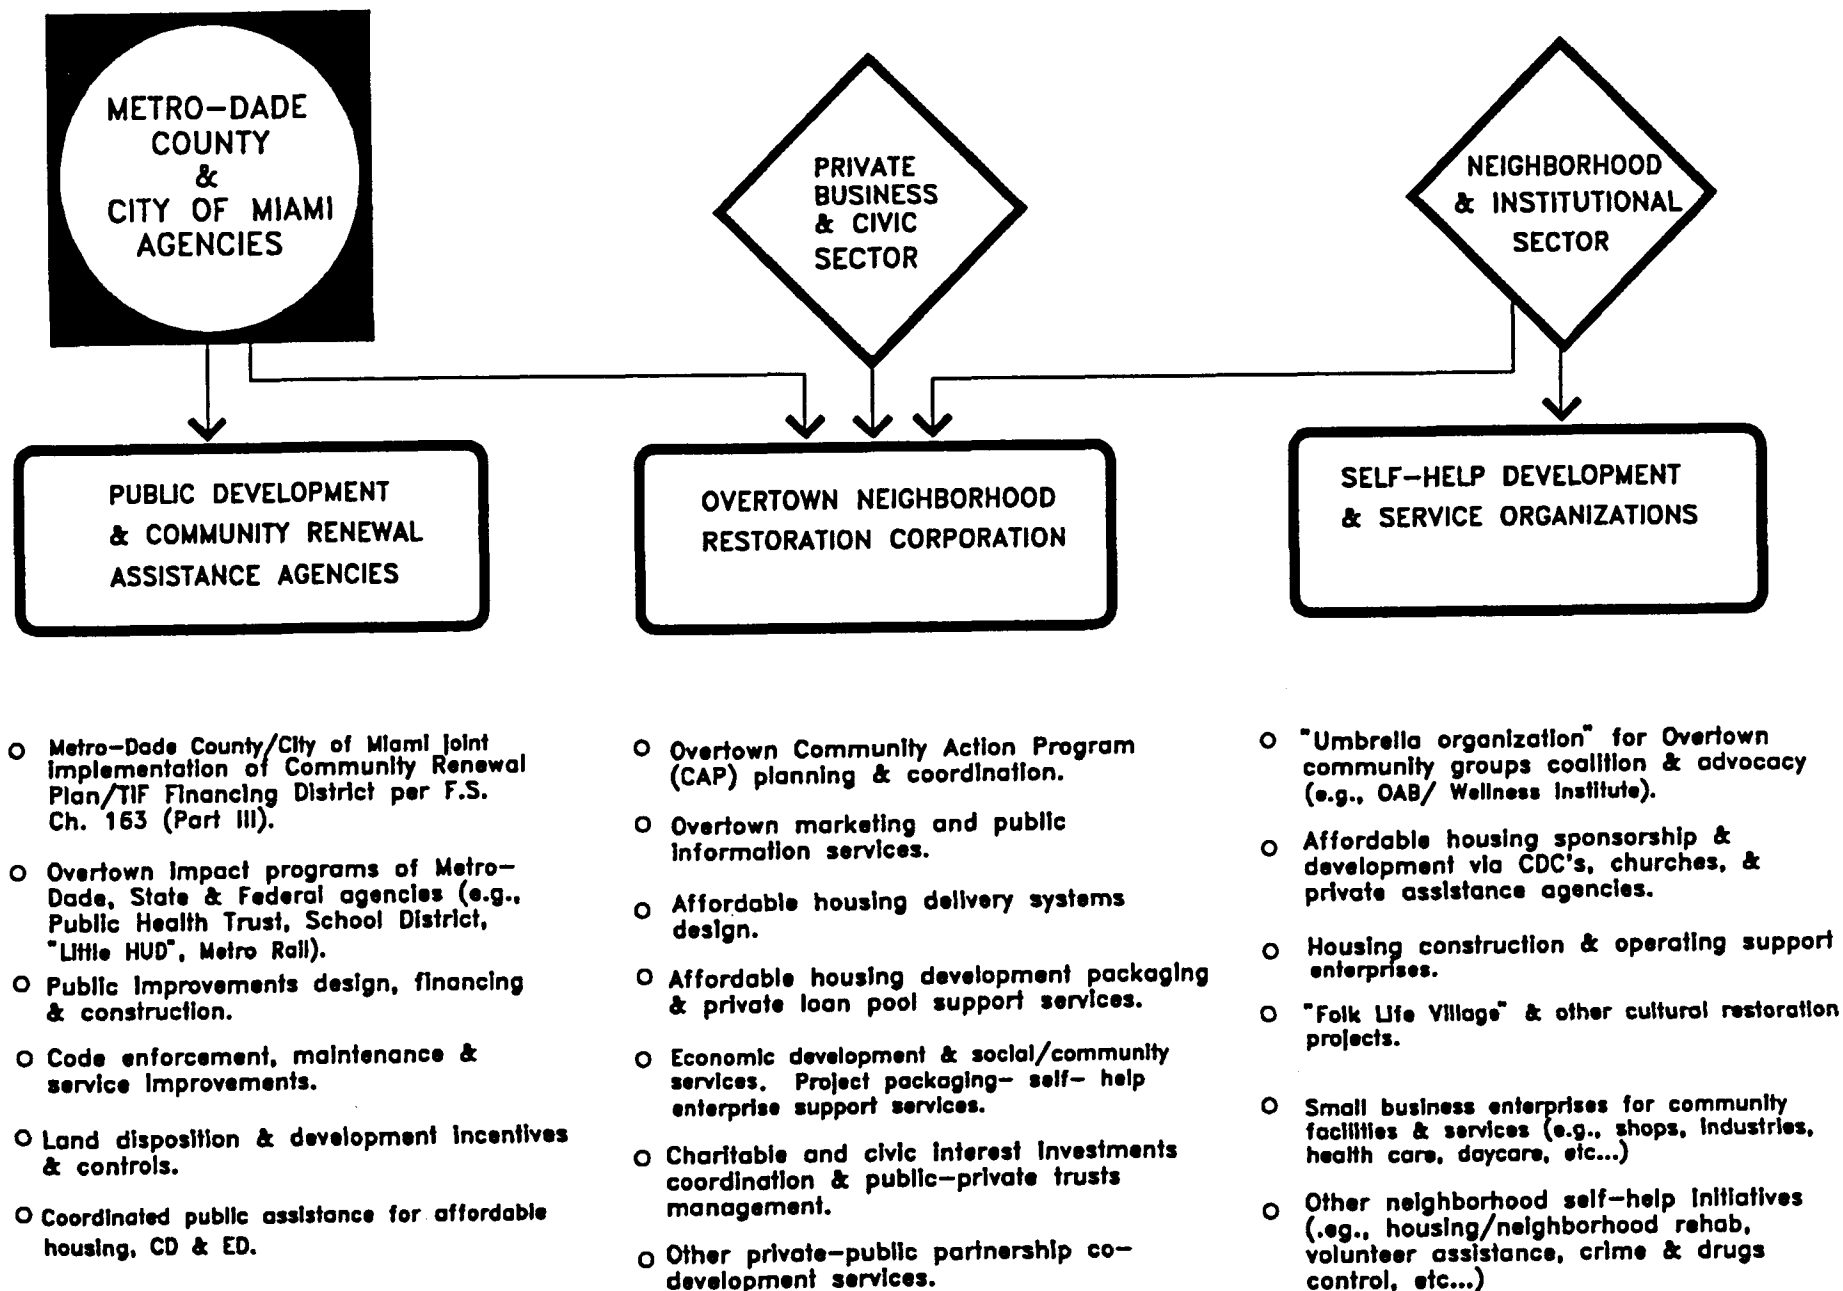 METRO-DADE
COUNTY
&
CITY OF MIAMI
AGENCIES
PRIVATE
BUSINESS
& CIVIC
SECTOR
NEIGHBORHOOD
& INSTITUTIONAL
SECTOR
PUBLIC DEVELOPMENT
& COMMUNITY RENEWAL
ASSISTANCE AGENCIES
OVERTOWN NEIGHBORHOOD
RESTORATION CORPORATION
SELF-HELP DEVELOPMENT
& SERVICE ORGANIZATIONS
Metro-Dade County/City of Miami joint
implementation of Community Renewal
Plan/TIF Financing District per F.S.
Ch. 163 (Part III).
Overtown impact programs of Metro-
Dade, State & Federal agencies (e.g.,
Public Health Trust, School District,
"Little HUD", Metro Rail).
Public improvements design, financing
& construction.
Code enforcement, maintenance &
service improvements.
Land disposition & development incentives
& controls.
Coordinated public assistance for affordable
housing, CD & ED.
Overtown Community Action Program
(CAP) planning & coordination.
Overtown marketing and public
information services.
Affordable housing delivery systems
design.
Affordable housing development packaging
& private loan pool support services.
Economic development & social/community
services. Project packaging- self- help
enterprise support services.
Charitable and civic interest investments
coordination & public-private trusts
management.
Other private-public partnership co-
development services.
"Umbrella organization" for Overtown
community groups coalition & advocacy
(e.g., OAB/ Wellness Institute).
Affordable housing sponsorship &
development via CDC's, churches, &
private assistance agencies.
Housing construction & operating support
enterprises.
"Folk Life Village" & other cultural restoration
projects.
Small business enterprises for community
facilities & services (e.g., shops, industries,
health care, daycare, etc...)
Other neighborhood self-help initiatives
(.eg., housing/neighborhood rehab,
volunteer assistance, crime & drugs
control, etc...)